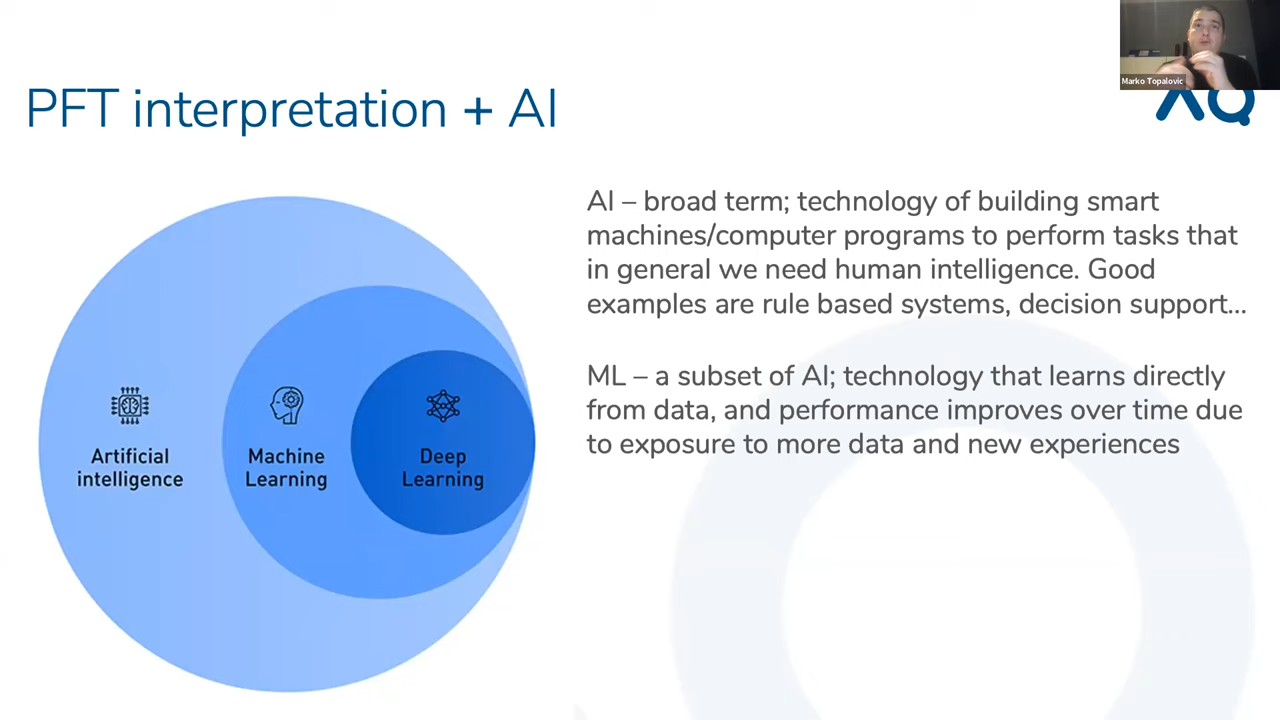 Marko Topalovic
PFT interpretation + AI
AI – broad term; technology of building smart
machines/computer programs to perform tasks that
in general we need human intelligence. Good
examples are rule based systems, decision support...
ML – a subset of AI; technology that learns directly
from data, and performance improves over time due
to exposure to more data and new experiences
Artificial
intelligence
Machine
Learning
Deep
Learning